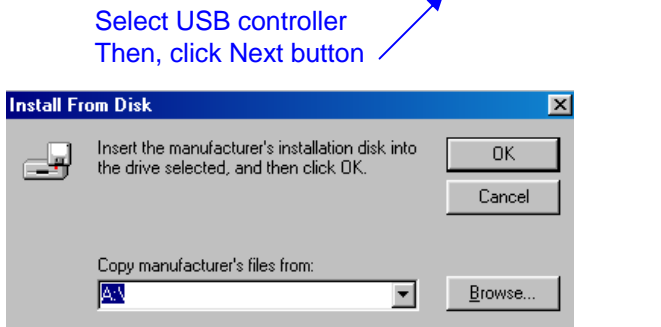 Select USB controller
Then, click Next button
Install From Disk
Insert the manufacturer's installation disk into
the drive selected, and then click OK.
OK
Cancel
Copy manufacturer's files from:
A:\
Browse...